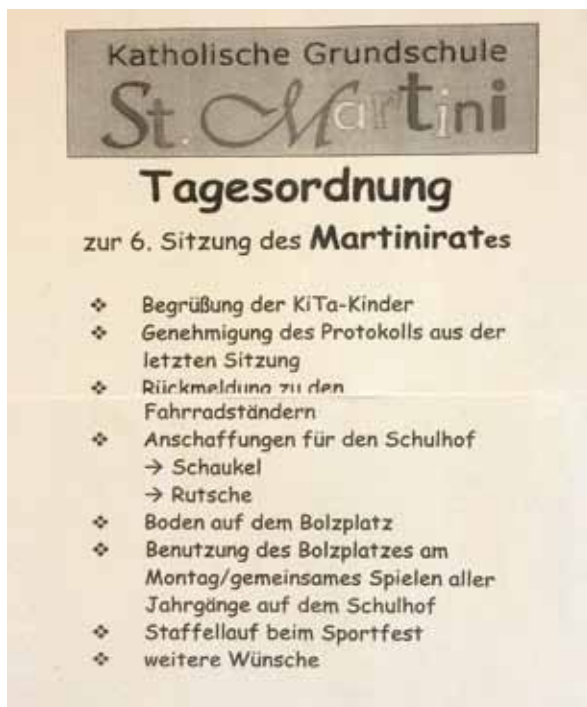 Katholische Grundschule
St. Martini
Tagesordnung
zur 6. Sitzung des Martinirates
❖ Begrüßung der KiTa-Kinder
❖ Genehmigung des Protokolls aus der
letzten Sitzung
❖ Rückmeldung zu den
Fahrradständern
❖ Anschaffungen für den Schulhof
→ Schaukel
→ Rutsche
❖ Boden auf dem Bolzplatz
❖ Benutzung des Bolzplatzes am
Montag/gemeinsames Spielen aller
Jahrgänge auf dem Schulhof
❖ Staffellauf beim Sportfest
❖ weitere Wünsche